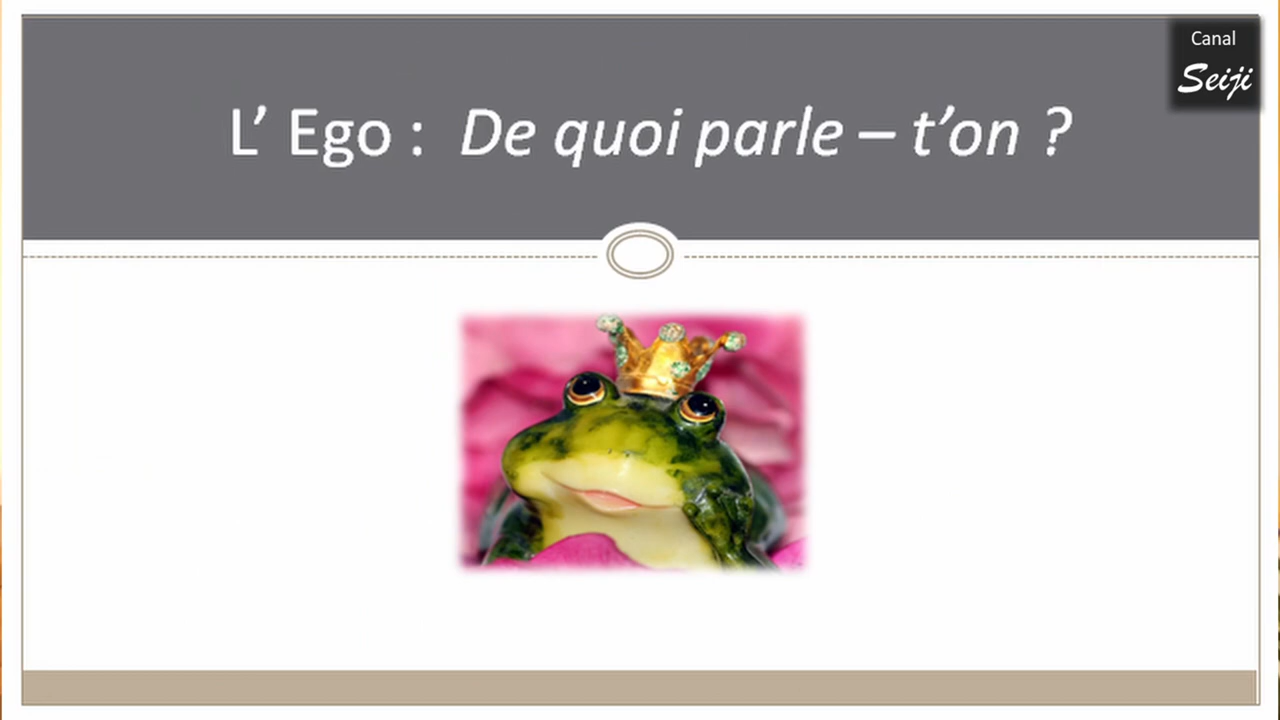 Canal
Seiji
L’ Ego : De quoi parle – t’on ?